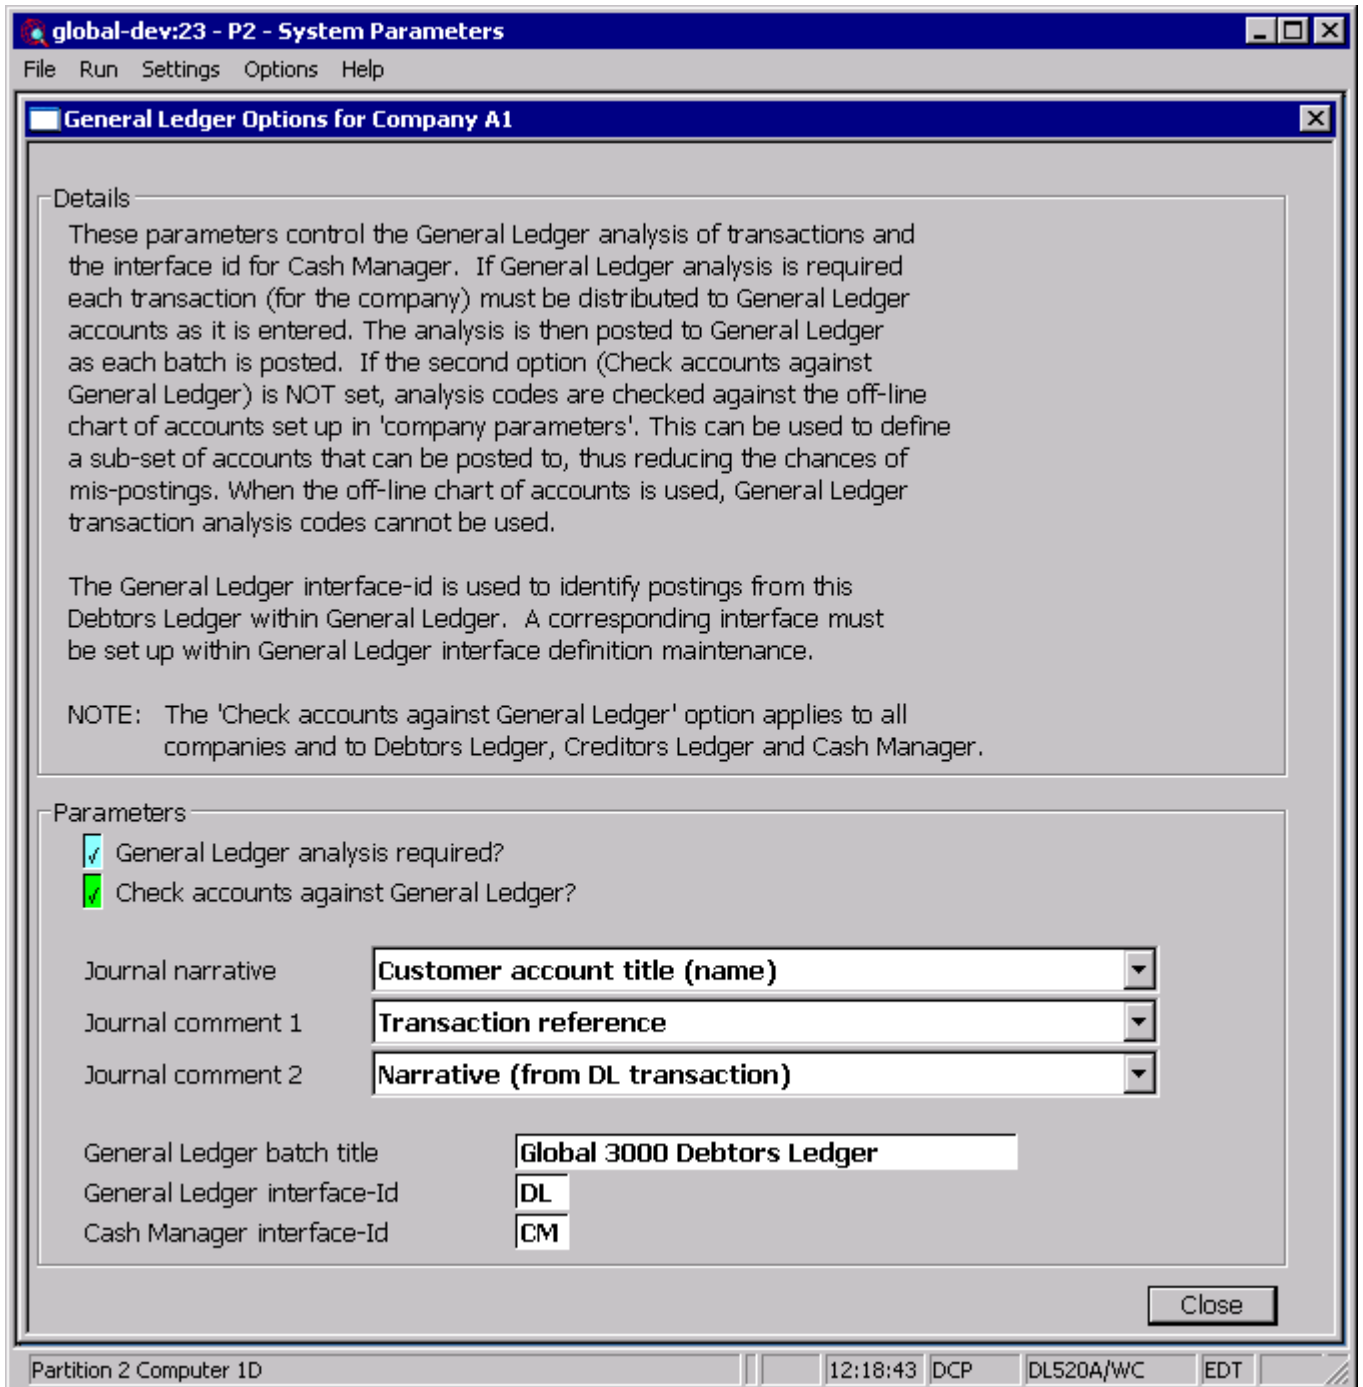 global-dev:23 - P2 - System Parameters
File Run Settings Options Help
General Ledger Options for Company A1
Details
These parameters control the General Ledger analysis of transactions and
the interface id for Cash Manager.  If General Ledger analysis is required
each transaction (for the company) must be distributed to General Ledger
accounts as it is entered. The analysis is then posted to General Ledger
as each batch is posted.  If the second option (Check accounts against
General Ledger) is NOT set, analysis codes are checked against the off-line
chart of accounts set up in 'company parameters'. This can be used to define
a sub-set of accounts that can be posted to, thus reducing the chances of
mis-postings. When the off-line chart of accounts is used, General Ledger
transaction analysis codes cannot be used.
The General Ledger interface-id is used to identify postings from this
Debtors Ledger within General Ledger.  A corresponding interface must
be set up within General Ledger interface definition maintenance.
NOTE: The 'Check accounts against General Ledger' option applies to all
companies and to Debtors Ledger, Creditors Ledger and Cash Manager.
Parameters
General Ledger analysis required?
Check accounts against General Ledger?
Journal narrative Customer account title (name)
Journal comment 1 Transaction reference
Journal comment 2 Narrative (from DL transaction)
General Ledger batch title Global 3000 Debtors Ledger
General Ledger interface-Id DL
Cash Manager interface-Id CM
Close
Partition 2 Computer 1D 12:18:43 DCP DL520A/WC EDT